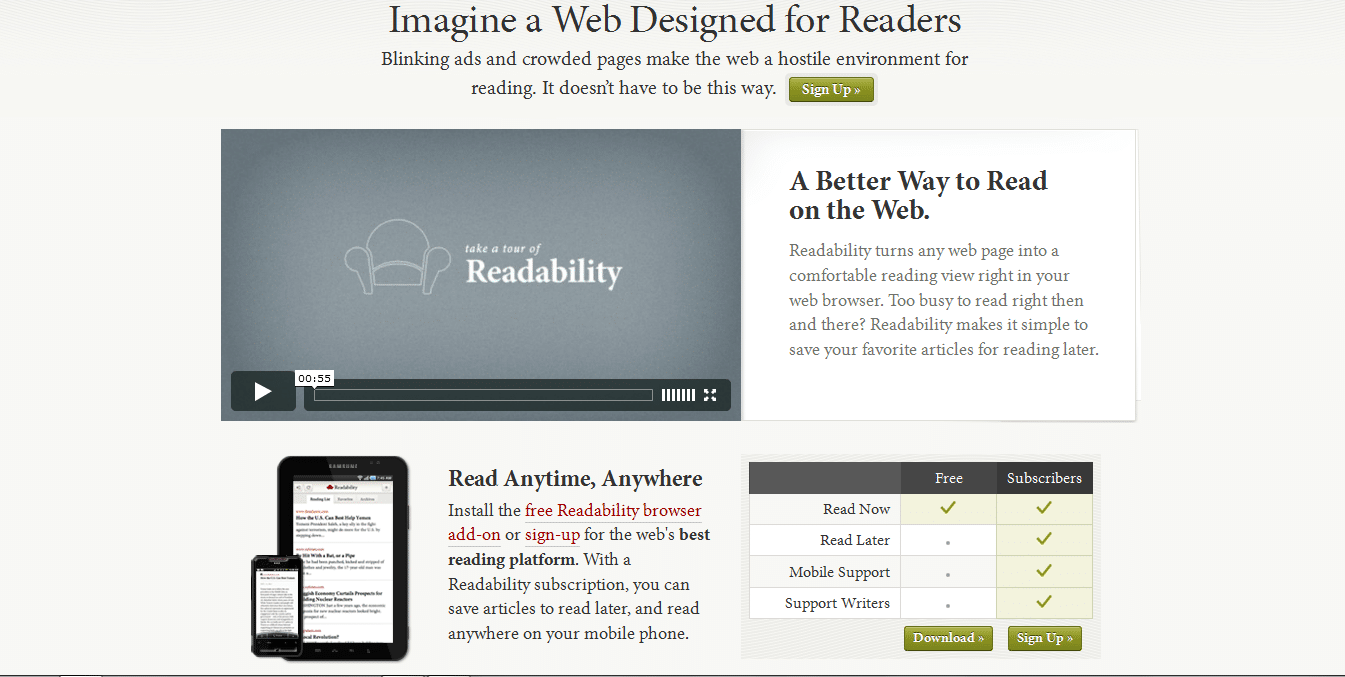 Imagine a Web Designed for Readers
Blinking ads and crowded pages make the web a hostile environment for
reading. It doesn’t have to be this way. Sign Up »
take a tour of
Readability
00:55
A Better Way to Read
on the Web.
Readability turns any web page into a
comfortable reading view right in your
web browser. Too busy to read right then
and there? Readability makes it simple to
save your favorite articles for reading later.
SAMSUNG
Readability
Reading List Favorites Archives
How the U.S. Can Best Help Yemen
Hit With a Bat, or a Pipe
Economy Curtails Prospects for
Nuclear Reactors
Revolution?
Read Anytime, Anywhere
Install the free Readability browser
add-on or sign-up for the web's best
reading platform. With a
Readability subscription, you can
save articles to read later, and read
anywhere on your mobile phone.
Free Subscribers
Read Now
Read Later
Mobile Support
Support Writers
Download » Sign Up »